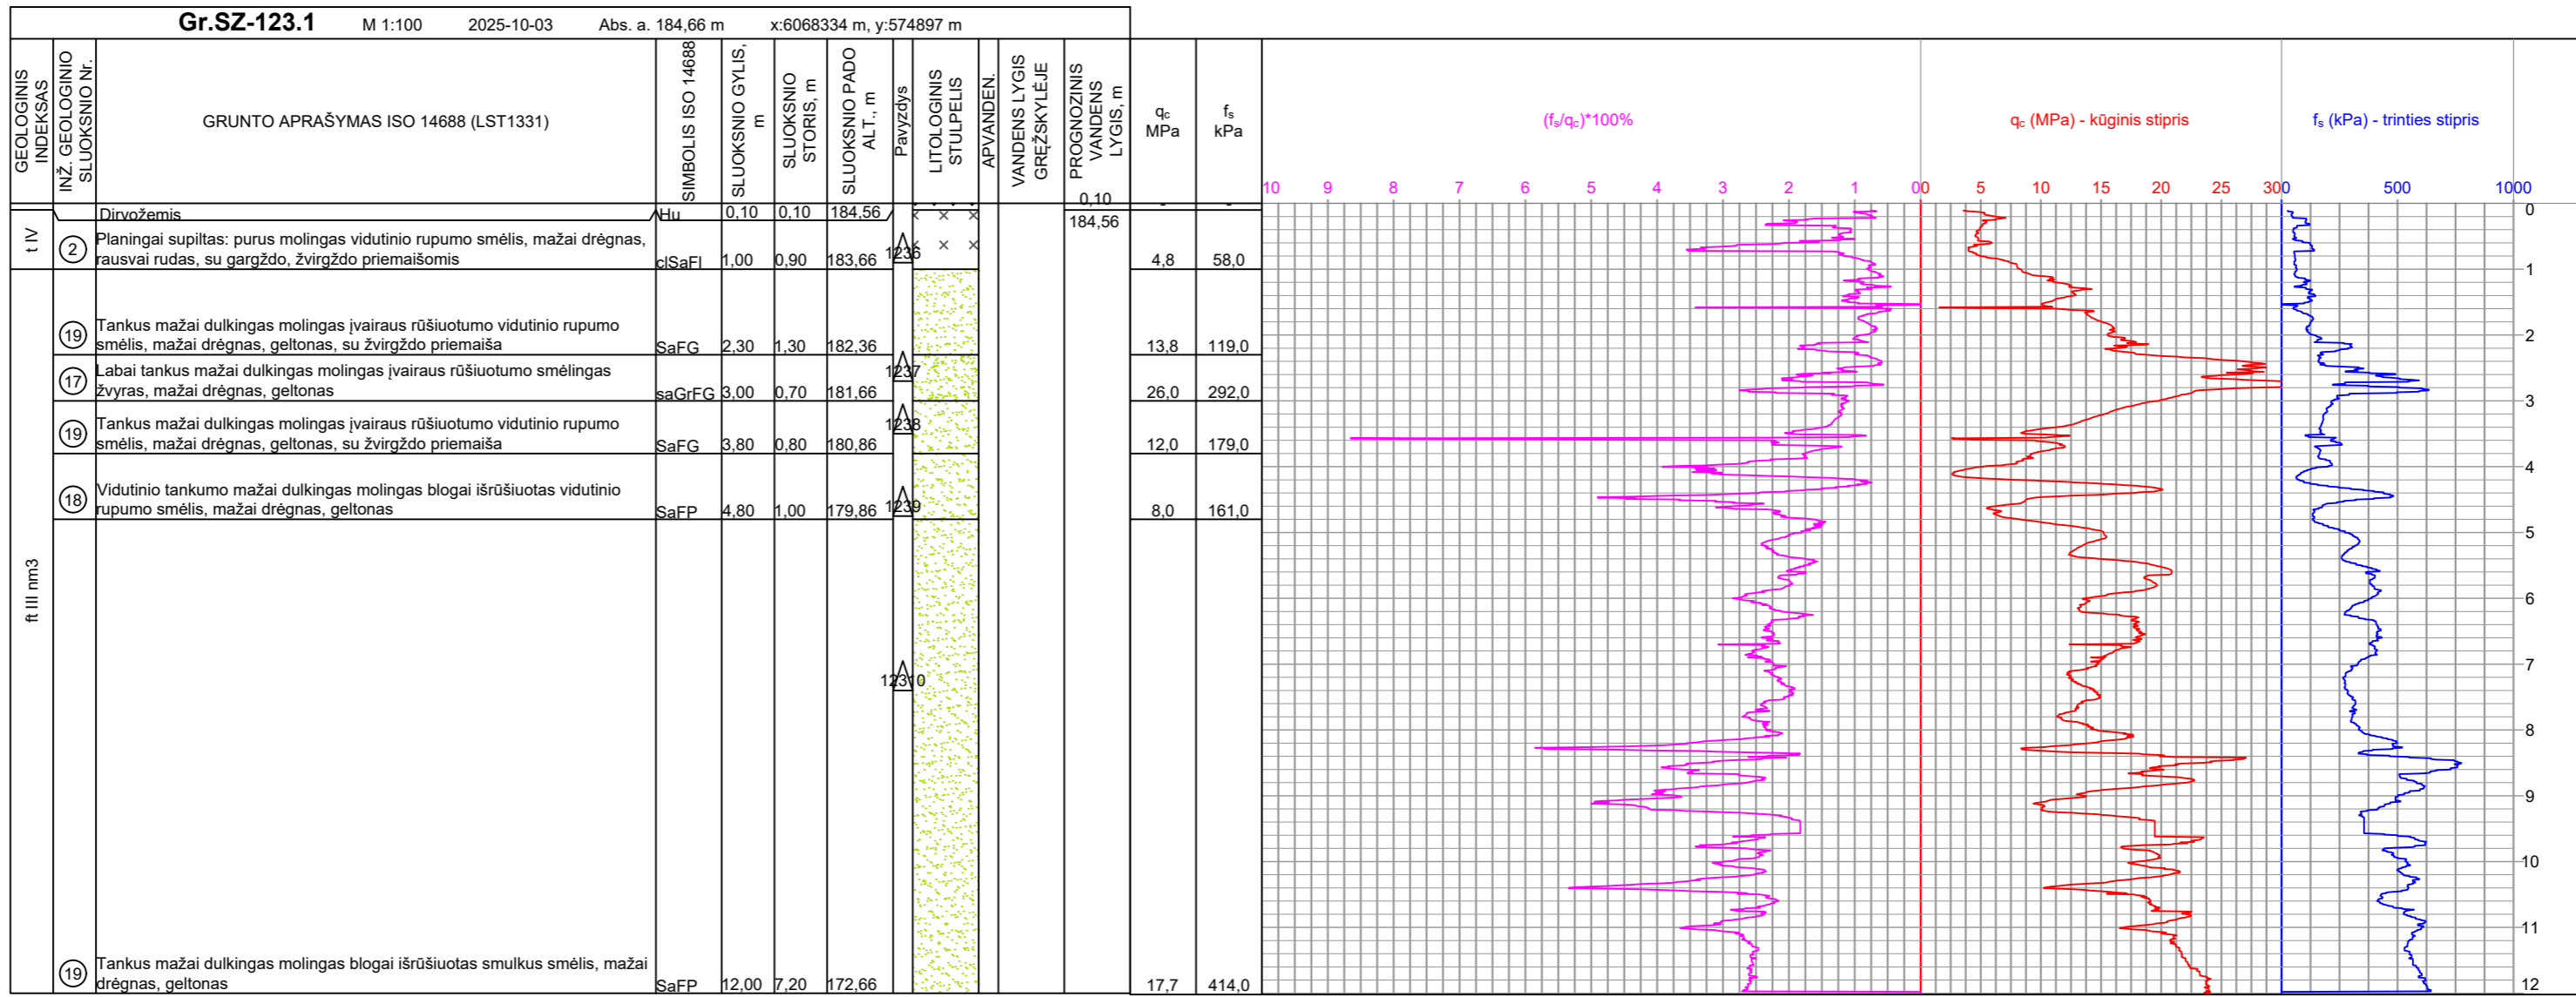 Gr.SZ-123.1 M 1:100 2025-10-03 Abs. a. 184,66 m x:6068334 m, y:574897 m
GEOLOGINIS
INDEKSAS
INŽ. GEOLOGINIO
SLUOKSNIO Nr.
GRUNTO APRAŠYMAS ISO 14688 (LST1331)
SIMBOLIS ISO 14688
SLUOKSNIO GYLIS,
m
SLUOKSNIO
STORIS, m
SLUOKSNIO PADO
ALT., m
Pavyzdys
LITOLOGINIS
STULPELIS
APVANDEN.
VANDENS LYGIS
GRĘŽSKYLĖJE
PROGNOZINIS
VANDENS
LYGIS, m
qc
MPa
fs
kPa
(fs/qc)*100%
qc (MPa) - kūginis stipris
fs (kPa) - trinties stipris
10 9 8 7 6 5 4 3 2 1 0
0 5 10 15 20 25 30
0 500 1000
0,10
184,56
t IV
Dirvožemis Hu 0,10 0,10 184,56 - -
2
Planingai supiltas: purus molingas vidutinio rupumo smėlis, mažai drėgnas,
rausvai rudas, su gargždo, žvirgždo priemaišomis clSaFl 1,00 0,90 183,66 1236 4,8 58,0
ft III nm3
19
Tankus mažai dulkingas molingas įvairaus rūšiuotumo vidutinio rupumo
smėlis, mažai drėgnas, geltonas, su žvirgždo priemaiša SaFG 2,30 1,30 182,36 13,8 119,0
17
Labai tankus mažai dulkingas molingas įvairaus rūšiuotumo smėlingas
žvyras, mažai drėgnas, geltonas saGrFG 3,00 0,70 181,66 1237 26,0 292,0
19
Tankus mažai dulkingas molingas įvairaus rūšiuotumo vidutinio rupumo
smėlis, mažai drėgnas, geltonas, su žvirgždo priemaiša SaFG 3,80 0,80 180,86 1238 12,0 179,0
18
Vidutinio tankumo mažai dulkingas molingas blogai išrūšiuotas vidutinio
rupumo smėlis, mažai drėgnas, geltonas SaFP 4,80 1,00 179,86 1239 8,0 161,0
12310
19
Tankus mažai dulkingas molingas blogai išrūšiuotas smulkus smėlis, mažai
drėgnas, geltonas SaFP 12,00 7,20 172,66 17,7 414,0
0
1
2
3
4
5
6
7
8
9
10
11
12